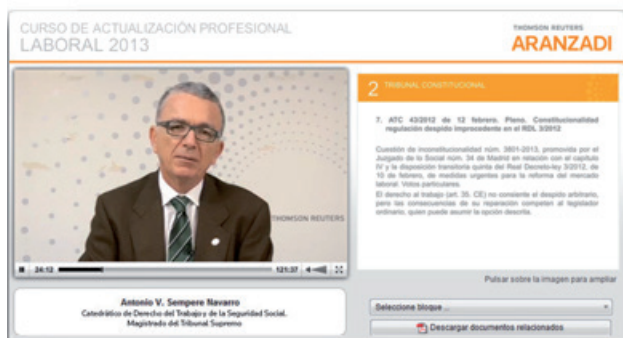 CURSO DE ACTUALIZACIÓN PROFESIONAL
LABORAL 2013
THOMSON REUTERS
ARANZADI
2 TRIBUNAL CONSTITUCIONAL
7. ATC 43/2012 de 12 febrero. Pleno. Constitucionalidad
regulación despido improcedente en el RDL 3/2012
Cuestión de inconstitucionalidad núm. 3801-2013, promovida por el
Juzgado de lo Social núm. 34 de Madrid en relación con el capítulo
IV y la disposición transitoria quinta del Real Decreto-ley 3/2012, de
10 de febrero, de medidas urgentes para la reforma del mercado
laboral. Votos particulares.
El derecho al trabajo (art. 35. CE) no consiente el despido arbitrario,
pero las consecuencias de su reparación competen al legislador
ordinario, quien puede asumir la opción descrita.
THOMSON REUTERS
24:12
121:37
Pulsar sobre la imagen para ampliar
Antonio V. Sempere Navarro
Catedrático de Derecho del Trabajo y de la Seguridad Social.
Magistrado del Tribunal Supremo
Seleccione bloque ...
Descargar documentos relacionados